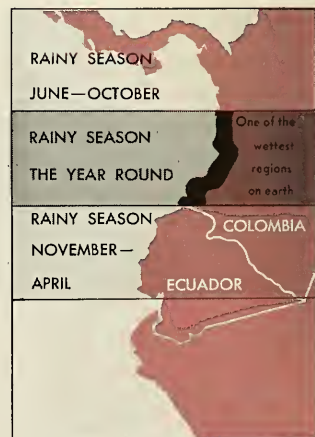 RAINY SEASON
JUNE—OCTOBER
RAINY SEASON
THE YEAR ROUND
One of the
wettest
regions
on earth
RAINY SEASON
NOVEMBER—
APRIL
COLOMBIA
ECUADOR